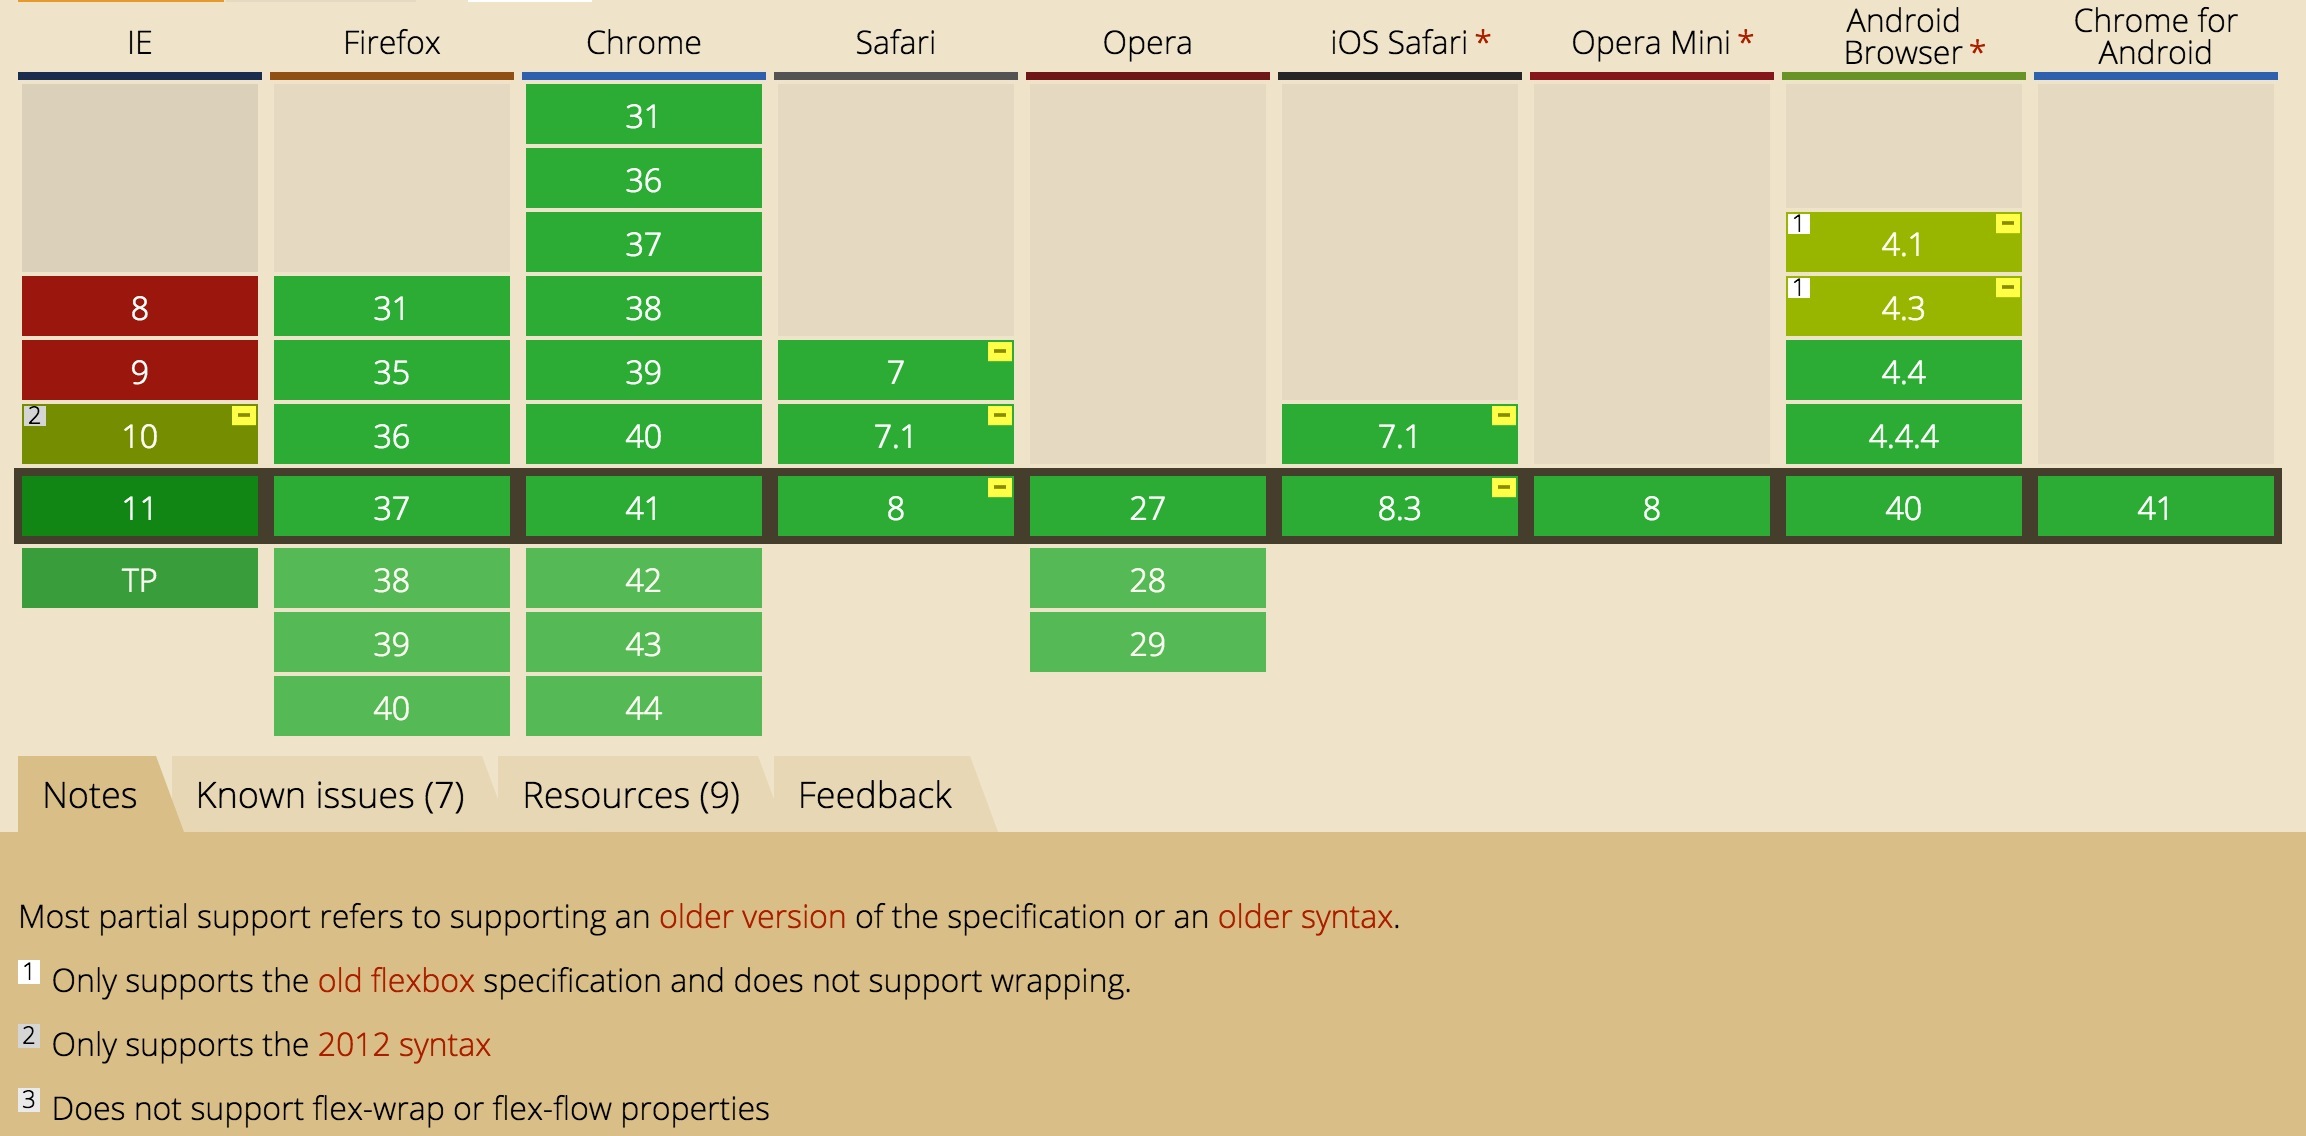 IE Firefox Chrome Safari Opera iOS Safari * Opera Mini * Android Browser * Chrome for Android
31
36
37 1 4.1 -
8 31 38 1 4.3 -
9 35 39 7 - 4.4
2 10 - 36 40 7.1 - 7.1 - 4.4.4
11 37 41 8 - 27 8.3 - 8 40 41
TP 38 42 28
39 43 29
40 44
Notes Known issues (7) Resources (9) Feedback
Most partial support refers to supporting an older version of the specification or an older syntax.
1 Only supports the old flexbox specification and does not support wrapping.
2 Only supports the 2012 syntax
3 Does not support flex-wrap or flex-flow properties